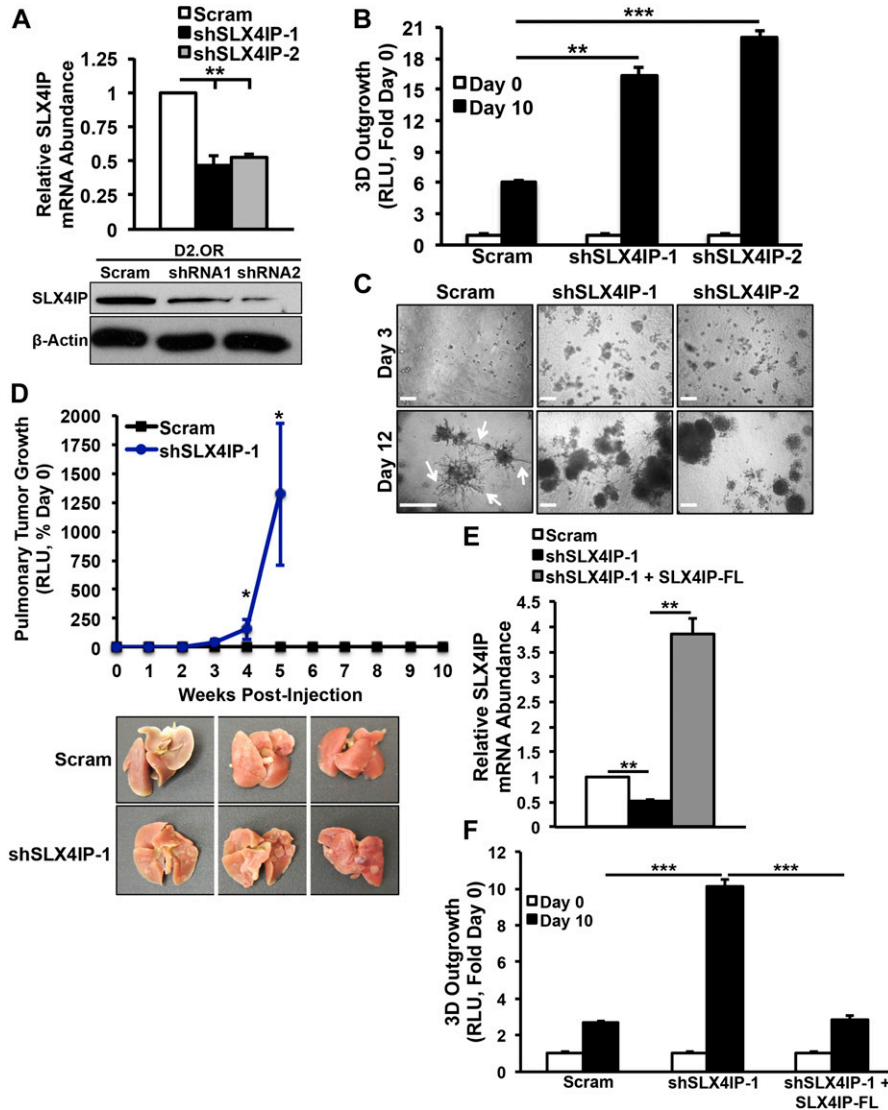 A
Scram
shSLX4IP-1
shSLX4IP-2
**
Relative SLX4IP
mRNA Abundance
1.25
1
0.75
0.5
0.25
0
D2.OR
Scram shRNA1 shRNA2
SLX4IP
β-Actin
B
***
**
Day 0
Day 10
3D Outgrowth
(RLU, Fold Day 0)
21
18
15
12
9
6
3
0
Scram shSLX4IP-1 shSLX4IP-2
C
Scram shSLX4IP-1 shSLX4IP-2
Day 3
Day 12
D
Scram
shSLX4IP-1
Pulmonary Tumor Growth
(RLU, % Day 0)
2000
1750
1500
1250
1000
750
500
250
0
*
*
0 1 2 3 4 5 6 7 8 9 10
Weeks Post-Injection
Scram
shSLX4IP-1
E
Scram
shSLX4IP-1
shSLX4IP-1 + SLX4IP-FL
Relative SLX4IP
mRNA Abundance
4.5
4
3.5
3
2.5
2
1.5
1
0.5
0
**
**
F
***
***
Day 0
Day 10
3D Outgrowth
(RLU, Fold Day 0)
12
10
8
6
4
2
0
Scram shSLX4IP-1 shSLX4IP-1 +
SLX4IP-FL